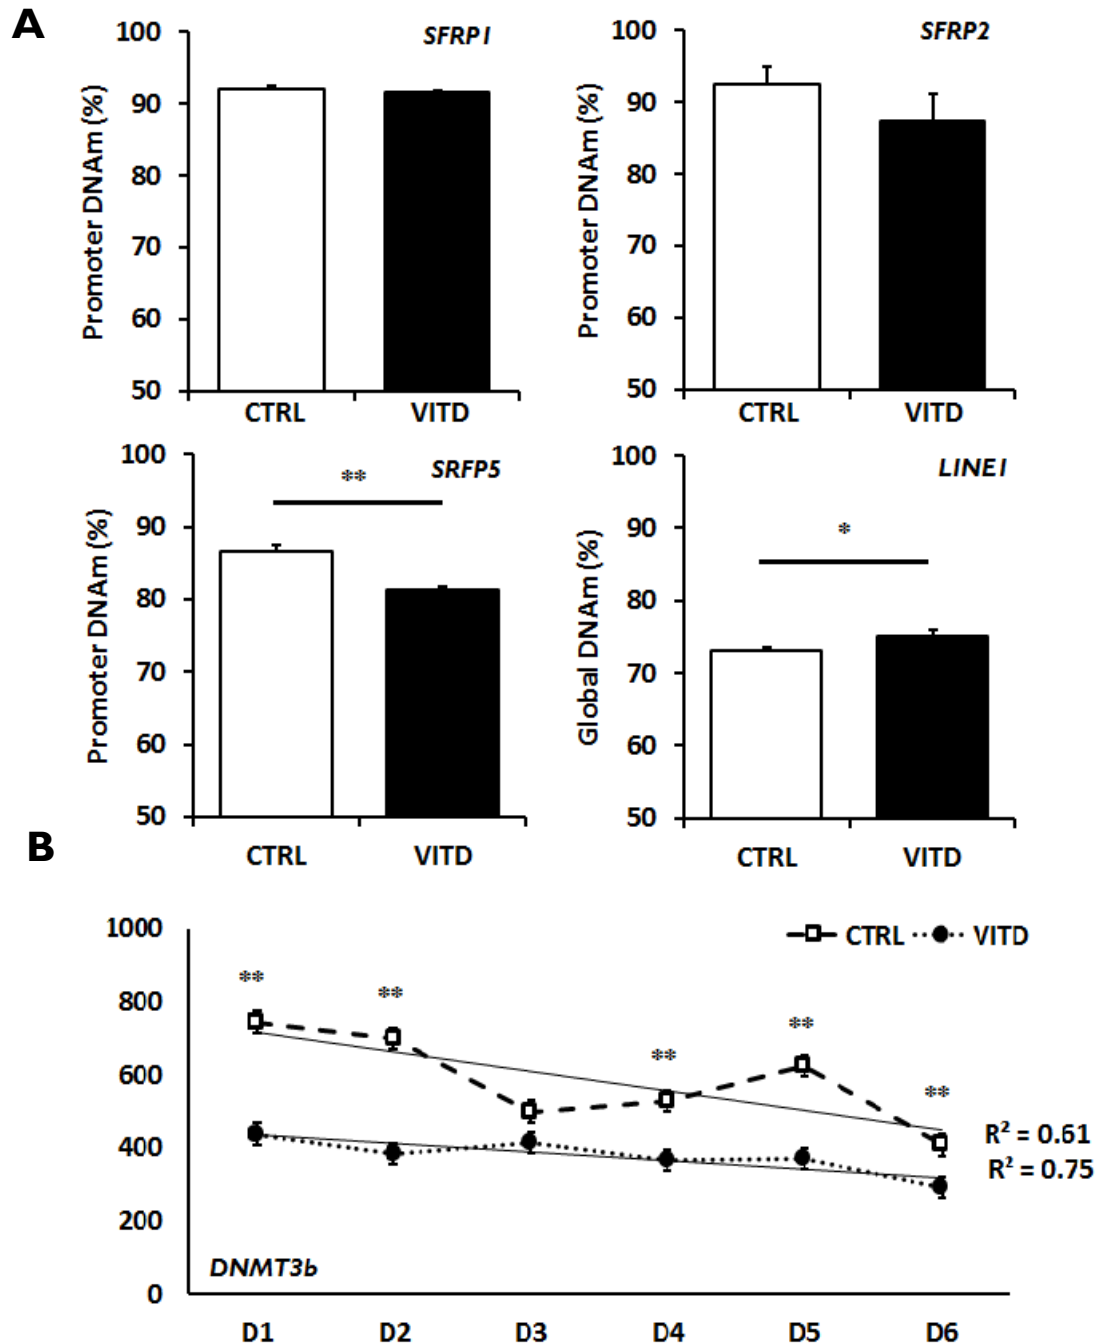 A
SFRP1
Promoter DNAm (%)
100
90
80
70
60
50
CTRL VITD
SFRP2
Promoter DNAm (%)
100
90
80
70
60
50
CTRL VITD
SRFP5
**
Promoter DNAm (%)
100
90
80
70
60
50
CTRL VITD
LINE1
*
Global DNAm (%)
100
90
80
70
60
50
CTRL VITD
B
CTRL VITD
1000
800
600
400
200
0
** ** ** ** **
R² = 0.61
R² = 0.75
DNMT3b
D1 D2 D3 D4 D5 D6